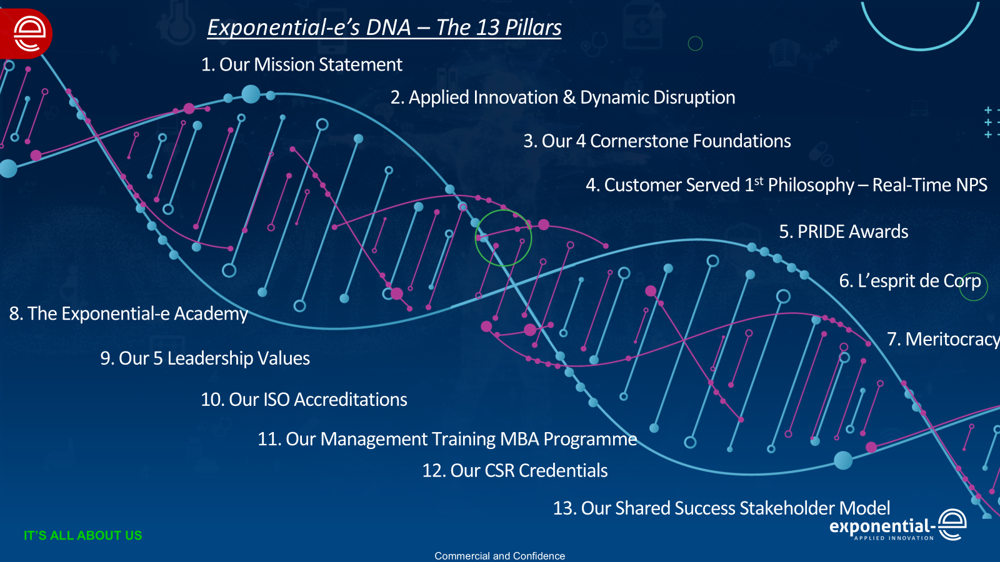 Exponential-e’s DNA – The 13 Pillars
1. Our Mission Statement
2. Applied Innovation & Dynamic Disruption
3. Our 4 Cornerstone Foundations
4. Customer Served 1st Philosophy – Real-Time NPS
5. PRIDE Awards
6. L’esprit de Corp
7. Meritocracy
8. The Exponential-e Academy
9. Our 5 Leadership Values
10. Our ISO Accreditations
11. Our Management Training MBA Programme
12. Our CSR Credentials
13. Our Shared Success Stakeholder Model
exponential-e
APPLIED INNOVATION
IT’S ALL ABOUT US
Commercial and Confidence